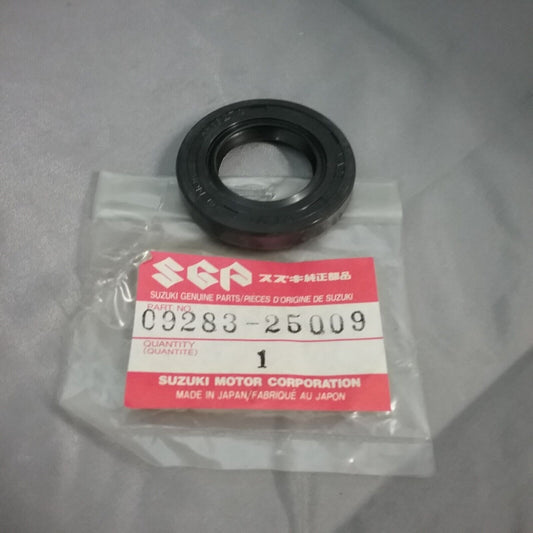 SGP スズキ純正部品
SUZUKI GENUINE PARTS/PIÈCES D'ORIGINE DE SUZUKI
PART NO.
09283-25009
QUANTITY
(QUANTITÉ)
1
SUZUKI MOTOR CORPORATION
MADE IN JAPAN/FABRIQUÉ AU JAPON